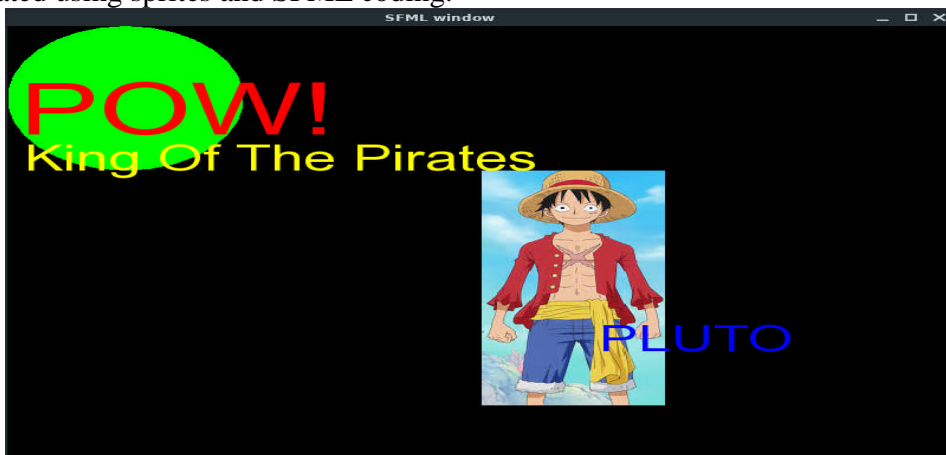 ated using sprites and SFML coding.
SFML window
POW!
King Of The Pirates
PLUTO